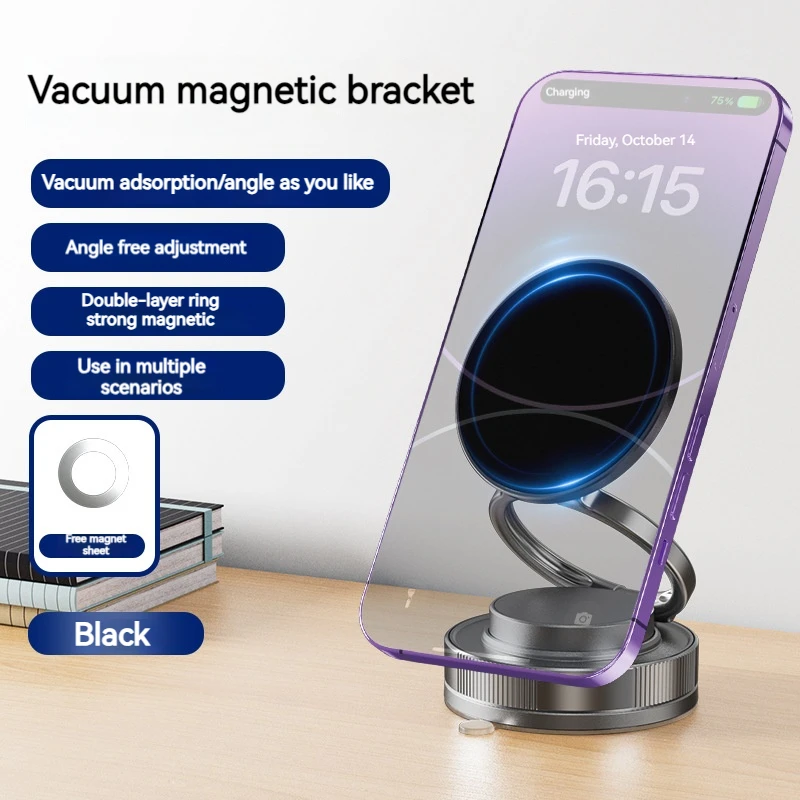 Vacuum magnetic bracket
Vacuum adsorption/angle as you like
Angle free adjustment
Double-layer ring
strong magnetic
Use in multiple
scenarios
Free magnet
sheet
Black
Charging
75%
Friday, October 14
16:15